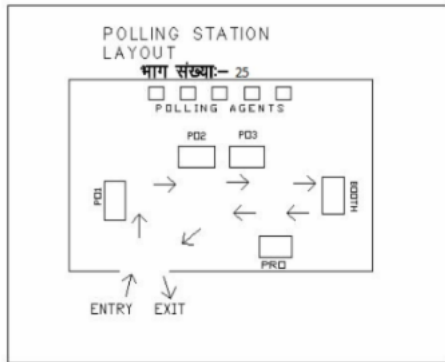 POLLING STATION
LAYOUT
भाग संख्या:- 25
POLLING AGENTS
PO2 PO3
PO1
BOOTH
PRO
ENTRY EXIT